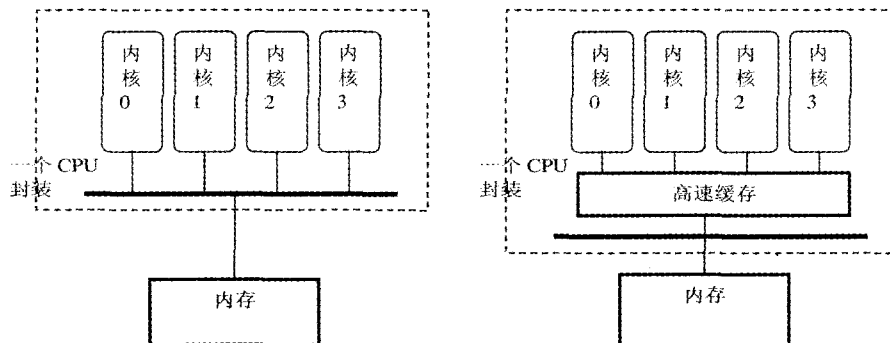 内核0
内核1
内核2
内核3
一个 CPU
封装
内存
内核0
内核1
内核2
内核3
一个 CPU
封装
高速缓存
内存